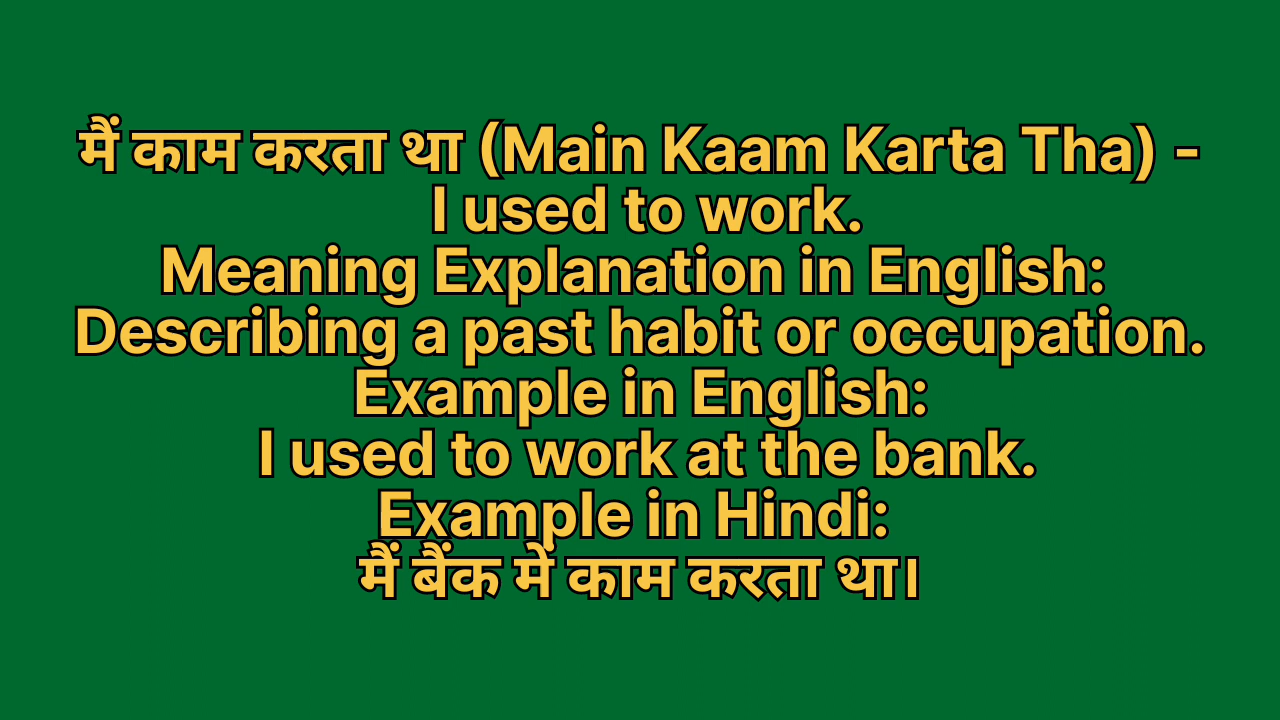 मैं काम करता था (Main Kaam Karta Tha) -
I used to work.
Meaning Explanation in English:
Describing a past habit or occupation.
Example in English:
I used to work at the bank.
Example in Hindi:
मैं बैंक में काम करता था।